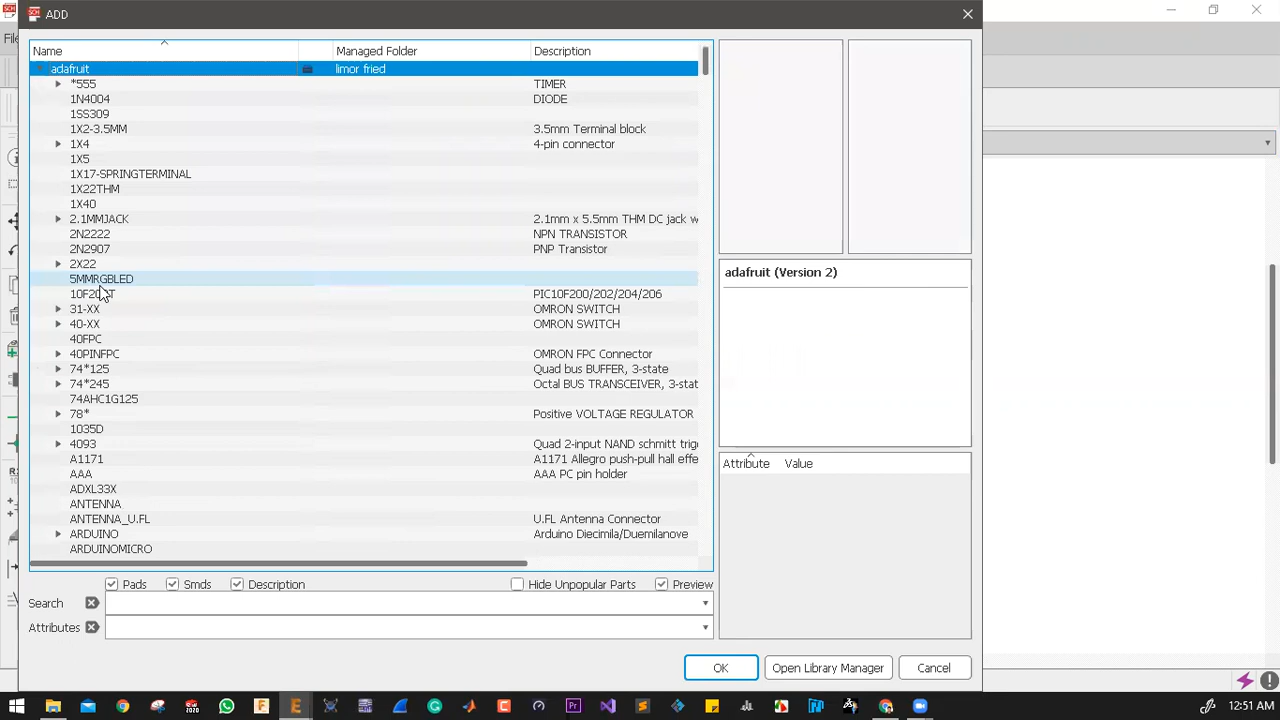 SCH ADD
File
Name Managed Folder Description
adafruit limor fried
*555 TIMER
1N4004 DIODE
1SS309
1X2-3.5MM 3.5mm Terminal block
1X4 4-pin connector
1X5
1X17-SPRINGTERMINAL
1X22THM
1X40
2.1MMJACK 2.1mm x 5.5mm THM DC jack w
2N2222 NPN TRANSISTOR
2N2907 PNP Transistor
2X22
5MMRGBLED
PIC10F200/202/204/206
31-XX OMRON SWITCH
40-XX OMRON SWITCH
40FPC
40PINFPC OMRON FPC Connector
74*125 Quad bus BUFFER, 3-state
74*245 Octal BUS TRANSCEIVER, 3-stat
74AHC1G125
78* Positive VOLTAGE REGULATOR
1035D
4093 Quad 2-input NAND schmitt trig
A1171 A1171 Allegro push-pull hall effe
AAA AAA PC pin holder
ADXL33X
ANTENNA
ANTENNA_U.FL U.FL Antenna Connector
ARDUINO Arduino Diecimila/Duemilanove
ARDUINOMICRO
adafruit (Version 2)
Attribute Value
Pads Smds Description Hide Unpopular Parts Preview
Search
Attributes
OK Open Library Manager Cancel
12:51 AM